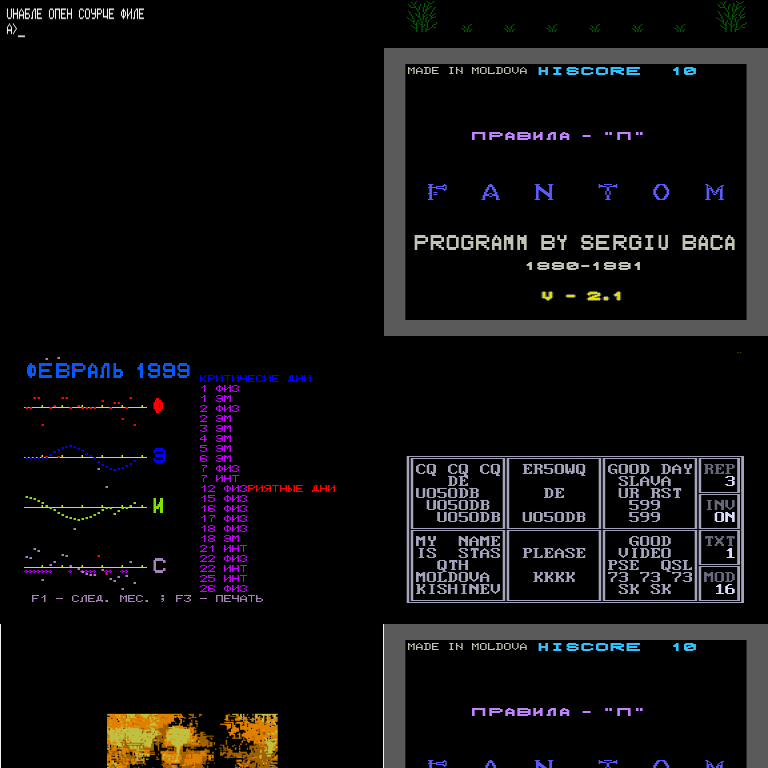 УНАБЛЕ ОПЕН СОУРЧЕ ФИЛЕ
А>_
MADE IN MOLDOVA HISCORE 10
ПРАВИЛА - "П"
FANTOM
PROGRAMM BY SERGIU BACA
1990-1991
V - 2.1
ФЕВРАЛЬ 1999
КРИТИЧЕСИЕ ДНИ
1 ФИЗ
1 ЭМ
2 ФИЗ
2 ЭМ
3 ЭМ
4 ЭМ
5 ЭМ
6 ЭМ
7 ФИЗ
7 ИНТ
12 ФИЗРИЯТНЫЕ ДНИ
15 ФИЗ
16 ФИЗ
17 ФИЗ
18 ФИЗ
18 ЭМ
21 ИНТ
22 ФИЗ
22 ИНТ
25 ИНТ
26 ФИЗ
Ф
Э
И
С
F1 - СЛЕД. МЕС. ; F3 - ПЕЧАТЬ
CQ CQ CQ
DE
UO5ODB
UO5ODB
UO5ODB
ER5OWQ
DE
UO5ODB
GOOD DAY
SLAVA
UR RST
599
599
REP
3
INV
ON
MY NAME
IS STAS
QTH
MOLDOVA
KISHINEV
PLEASE
KKKK
GOOD
VIDEO
PSE QSL
73 73 73
SK SK
TXT
1
MOD
16
MADE IN MOLDOVA HISCORE 10
ПРАВИЛА - "П"
FANTOM